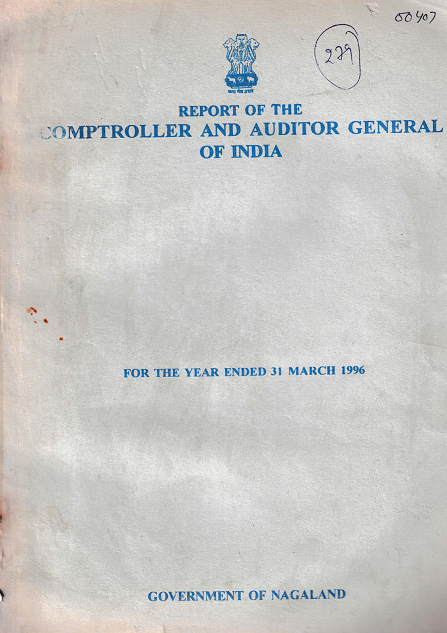 00407
REPORT OF THE
COMPTROLLER AND AUDITOR GENERAL
OF INDIA
FOR THE YEAR ENDED 31 MARCH 1996
GOVERNMENT OF NAGALAND